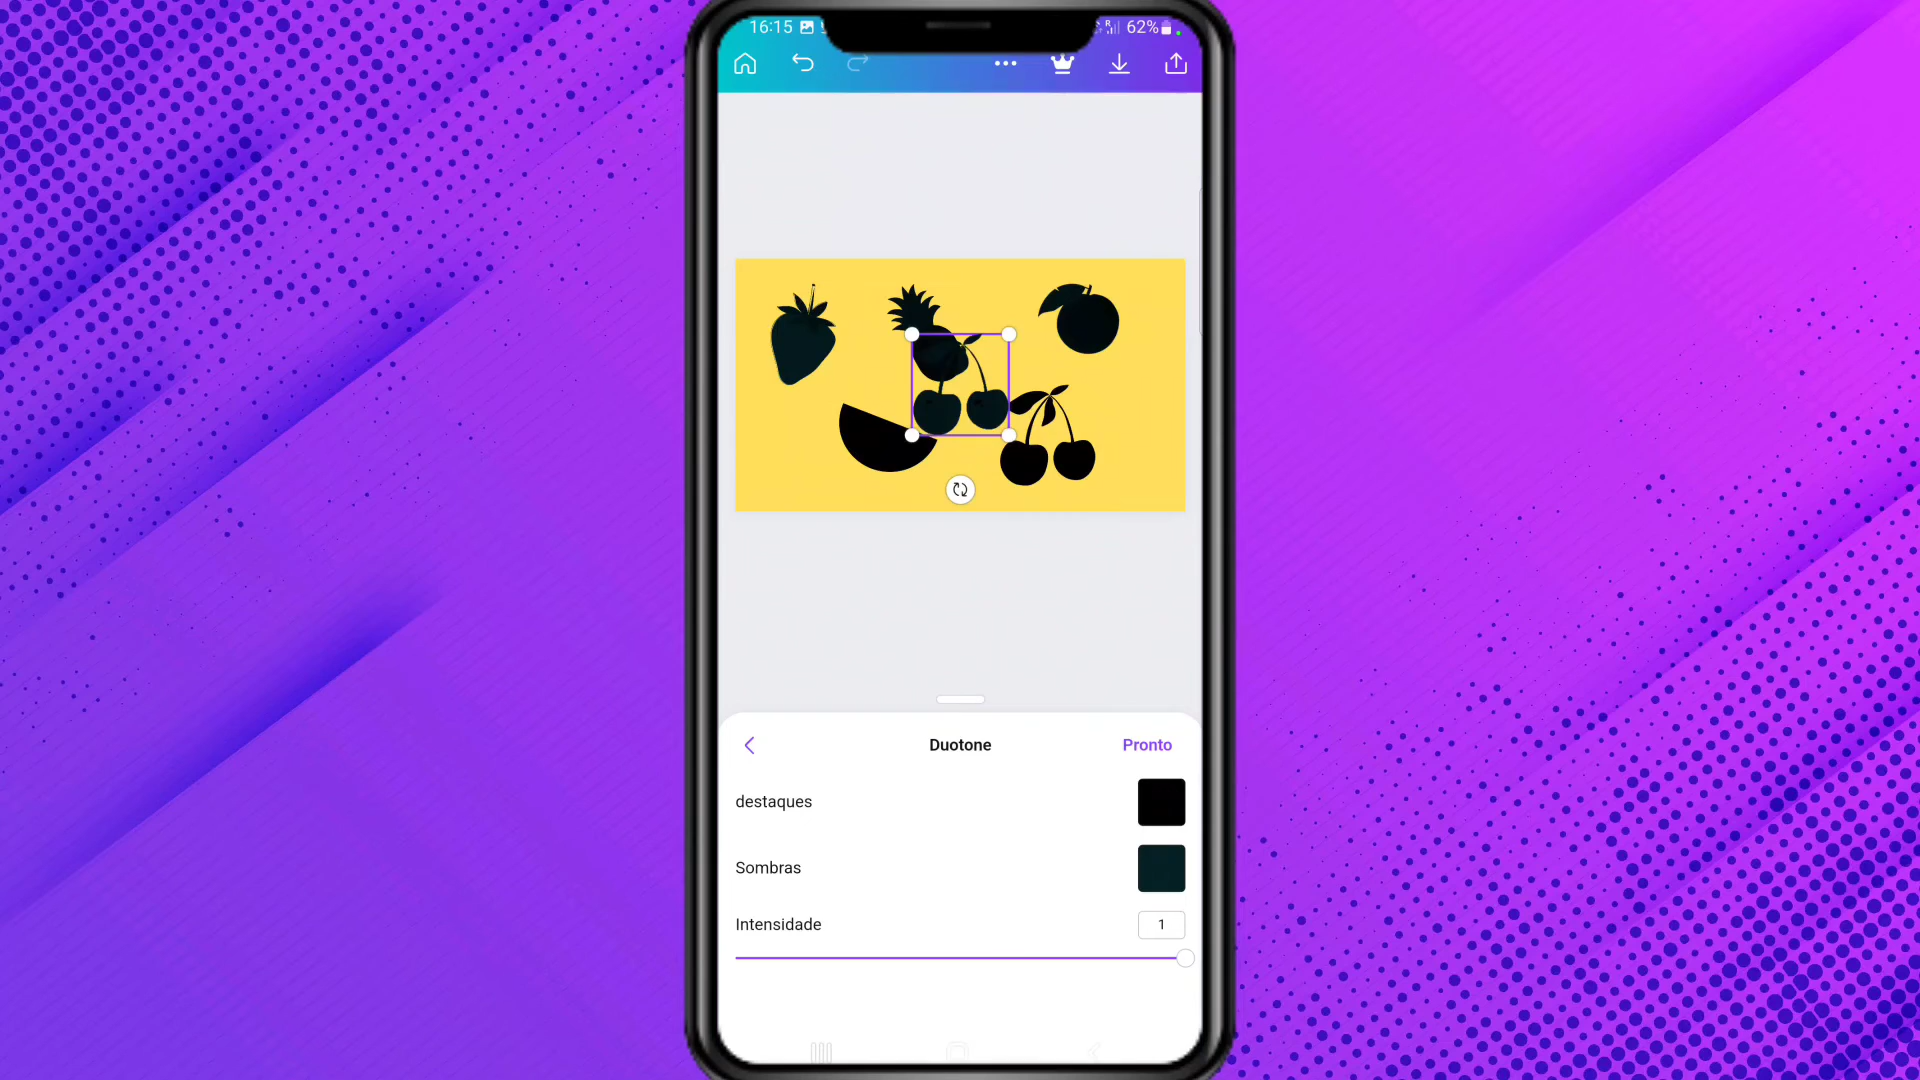 16:15
62%
Duotone
Pronto
destaques
Sombras
Intensidade
1